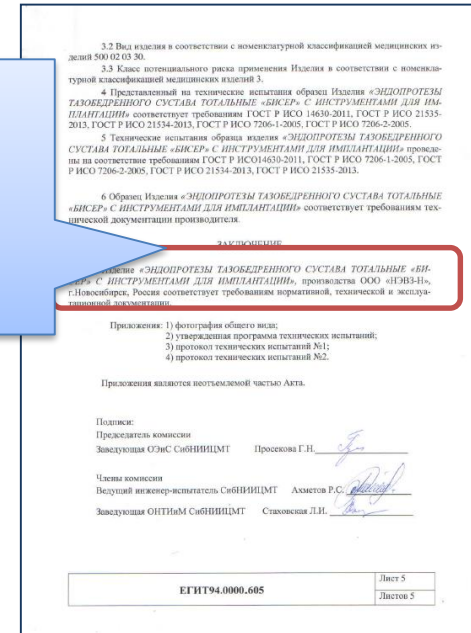 3.2 Вид изделия в соответствии с номенклатурной классификацией медицинских из-
делий 500 02 03 30.
3.3 Класс потенциального риска применения Изделия в соответствии с номенкла-
турной классификацией медицинских изделий 3.
4 Представленный на технические испытания образец Изделия «ЭНДОПРОТЕЗЫ
ТАЗОБЕДРЕННОГО СУСТАВА ТОТАЛЬНЫЕ «БИСЕР» С ИНСТРУМЕНТАМИ ДЛЯ ИМ-
ПЛАНТАЦИИ» соответствует требованиям ГОСТ Р ИСО 14630-2011, ГОСТ Р ИСО 21535-
2013, ГОСТ Р ИСО 21534-2013, ГОСТ Р ИСО 7206-1-2005, ГОСТ Р ИСО 7206-2-2005.
5 Технические испытания образца изделия «ЭНДОПРОТЕЗЫ ТАЗОБЕДРЕННОГО
СУСТАВА ТОТАЛЬНЫЕ «БИСЕР» С ИНСТРУМЕНТАМИ ДЛЯ ИМПЛАНТАЦИИ» проведе-
ны на соответствие требованиям ГОСТ Р ИСО14630-2011, ГОСТ Р ИСО 7206-1-2005, ГОСТ
Р ИСО 7206-2-2005, ГОСТ Р ИСО 21534-2013, ГОСТ Р ИСО 21535-2013.
6 Образец Изделия «ЭНДОПРОТЕЗЫ ТАЗОБЕДРЕННОГО СУСТАВА ТОТАЛЬНЫЕ
«БИСЕР» С ИНСТРУМЕНТАМИ ДЛЯ ИМПЛАНТАЦИИ» соответствует требованиям тех-
нической документации производителя.
ЗАКЛЮЧЕНИЕ
«ЭНДОПРОТЕЗЫ ТАЗОБЕДРЕННОГО СУСТАВА ТОТАЛЬНЫЕ «БИ-
СЕР» С ИНСТРУМЕНТАМИ ДЛЯ ИМПЛАНТАЦИИ», производства ООО «НЭВЗ-Н»,
г.Новосибирск, Россия соответствует требованиям нормативной, технической и эксплуа-
тационной документации.
Приложения: 1) фотография общего вида;
2) утвержденная программа технических испытаний;
3) протокол технических испытаний №1;
4) протокол технических испытаний №2.
Приложения являются неотъемлемой частью Акта.
Подписи:
Председатель комиссии
Заведующая ОЭиС СибНИИЦМТ Просекова Г.Н.
Члены комиссии
Ведущий инженер-испытатель СибНИИЦМТ Ахметов Р.С.
Заведующая ОНТИиМ СибНИИЦМТ Стаховская Л.И.
ЕГИТ94.0000.605
Лист 5
Листов 5